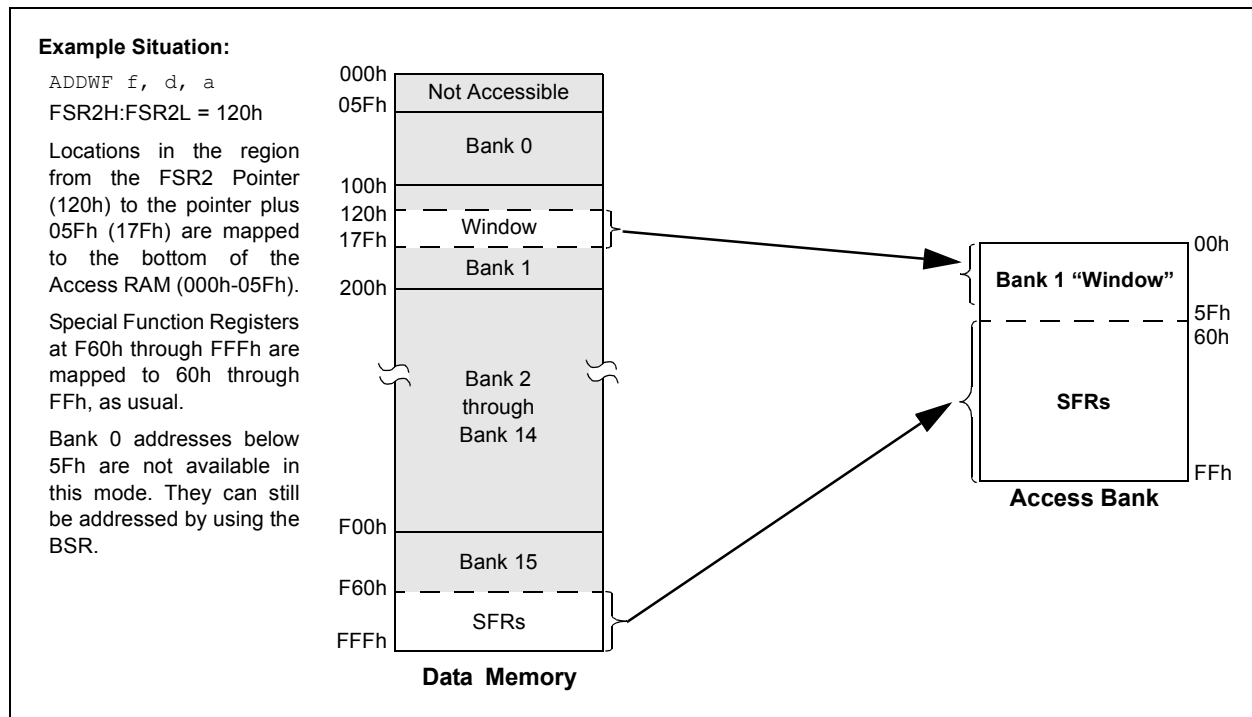 Example Situation:
ADDWF f, d, a
FSR2H:FSR2L = 120h
Locations in the region
from the FSR2 Pointer
(120h) to the pointer plus
05Fh (17Fh) are mapped
to the bottom of the
Access RAM (000h-05Fh).
Special Function Registers
at F60h through FFFh are
mapped to 60h through
FFh, as usual.
Bank 0 addresses below
5Fh are not available in
this mode. They can still
be addressed by using the
BSR.
000h
Not Accessible
05Fh
Bank 0
100h
120h
Window
17Fh
Bank 1
200h
Bank 2
through
Bank 14
F00h
Bank 15
F60h
SFRs
FFFh
Data Memory
00h
Bank 1 “Window”
5Fh
60h
SFRs
FFh
Access Bank